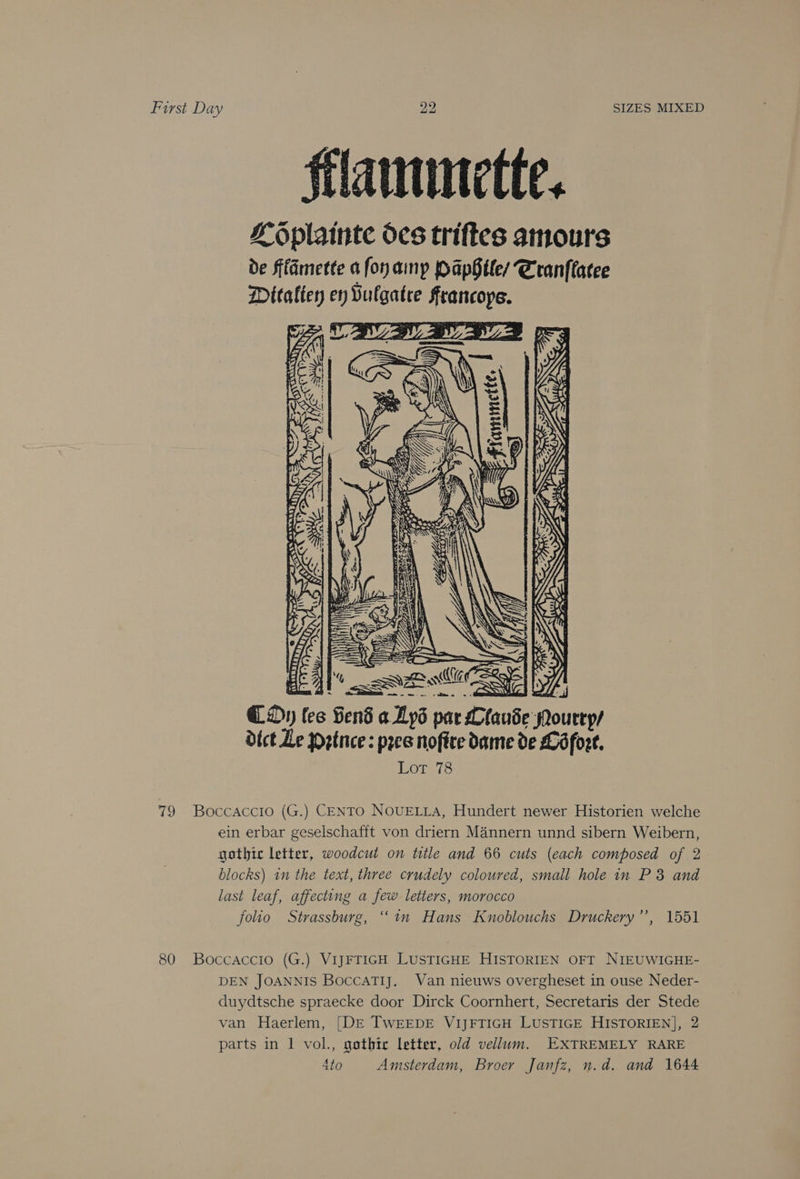 First Day 22 SIZES MIXED
Flammette.
Cõplainte des triſtes amours
de Flãmette a ſon amy Pãphile/ Tranſlatee
Ditalien en Vulgaire Francoys.
Flammette.
¶ On les Vend a Lyõ par Claude Nourry/
dict Le Prince: pres noſtre dame de Cõfort.
LOT 78
79 BOCCACCIO (G.) CENTO NOUELLA, Hundert newer Historien welche
ein erbar geselschafft von driern Männern unnd sibern Weibern,
gothic letter, woodcut on title and 66 cuts (each composed of 2
blocks) in the text, three crudely coloured, small hole in P 3 and
last leaf, affecting a few letters, morocco
folio Strassburg, “in Hans Knoblouchs Druckery”, 1551
80 BOCCACCIO (G.) VIJFTIGH LUSTIGHE HISTORIEN OFT NIEUWIGHE-
DEN JOANNIS BOCCATIJ. Van nieuws overgheset in ouse Neder-
duydtsche spraecke door Dirck Coornhert, Secretaris der Stede
van Haerlem, [DE TWEEDE VIJFTIGH LUSTIGE HISTORIEN], 2
parts in 1 vol., gothic letter, old vellum. EXTREMELY RARE
4to Amsterdam, Broer Janfz, n.d. and 1644